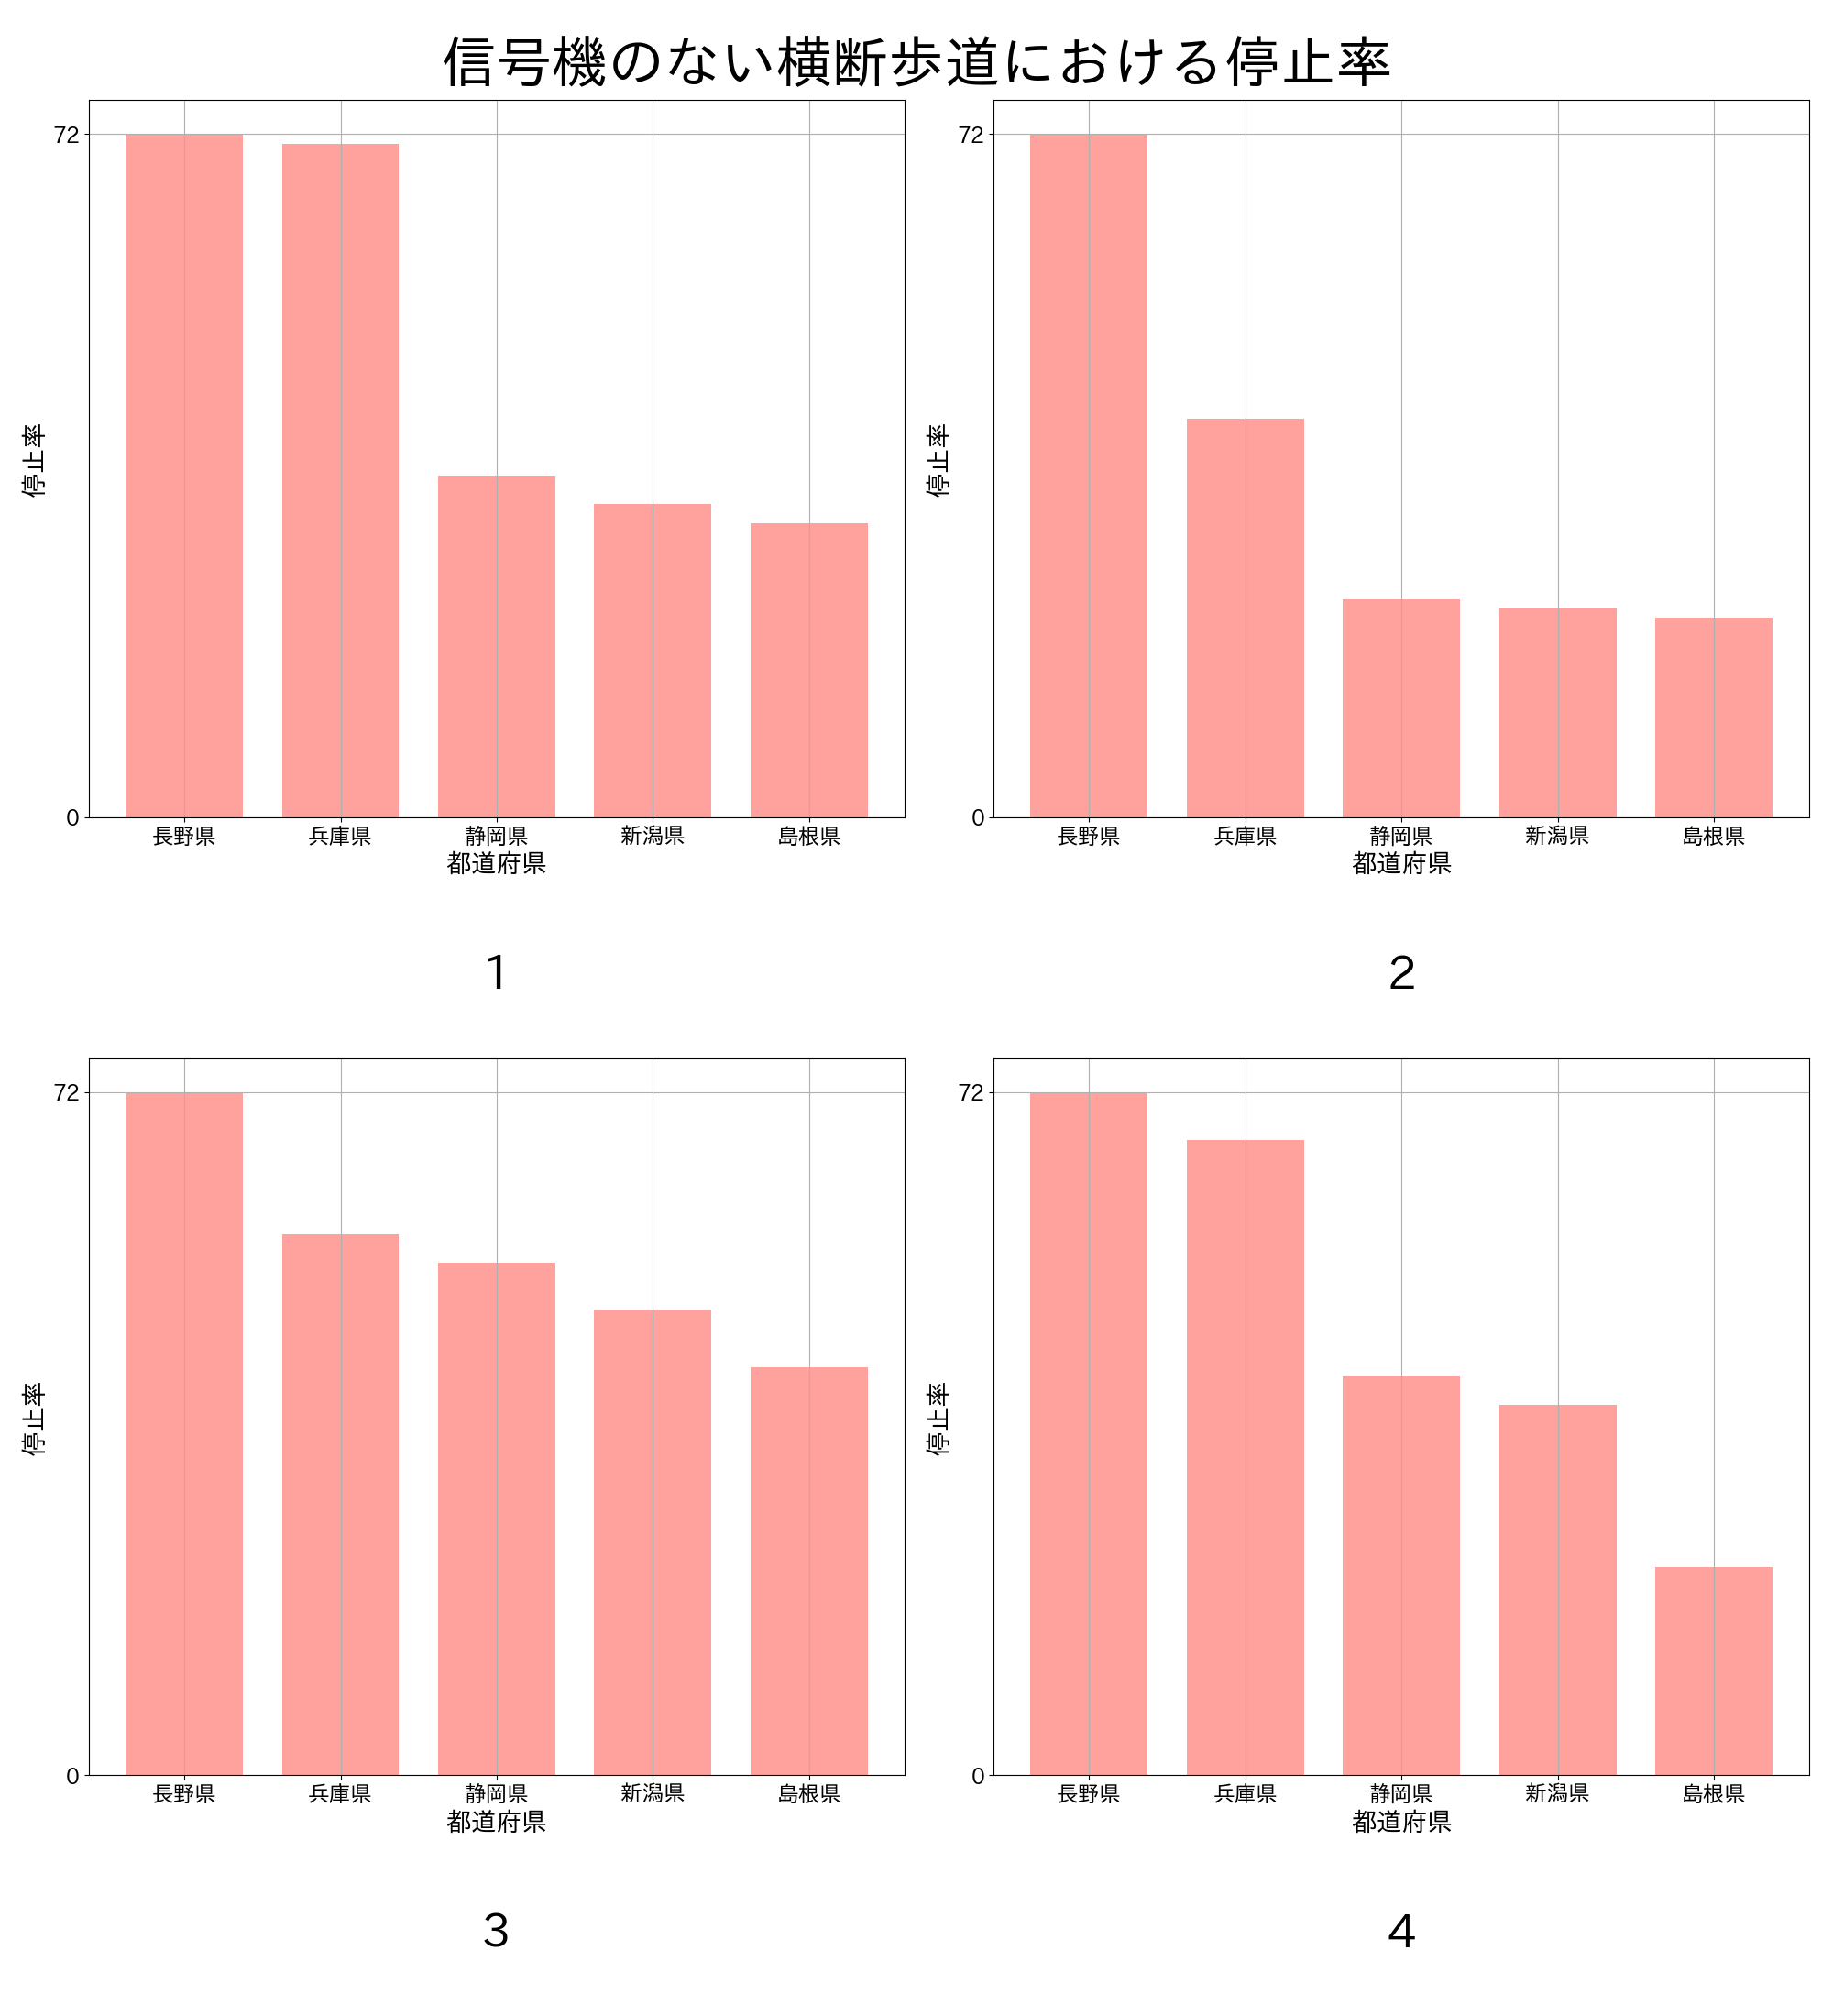 信号機のない横断歩道における停止率
72
0
停止率
長野県 兵庫県 静岡県 新潟県 島根県
都道府県
1
72
0
停止率
長野県 兵庫県 静岡県 新潟県 島根県
都道府県
2
72
0
停止率
長野県 兵庫県 静岡県 新潟県 島根県
都道府県
3
72
0
停止率
長野県 兵庫県 静岡県 新潟県 島根県
都道府県
4